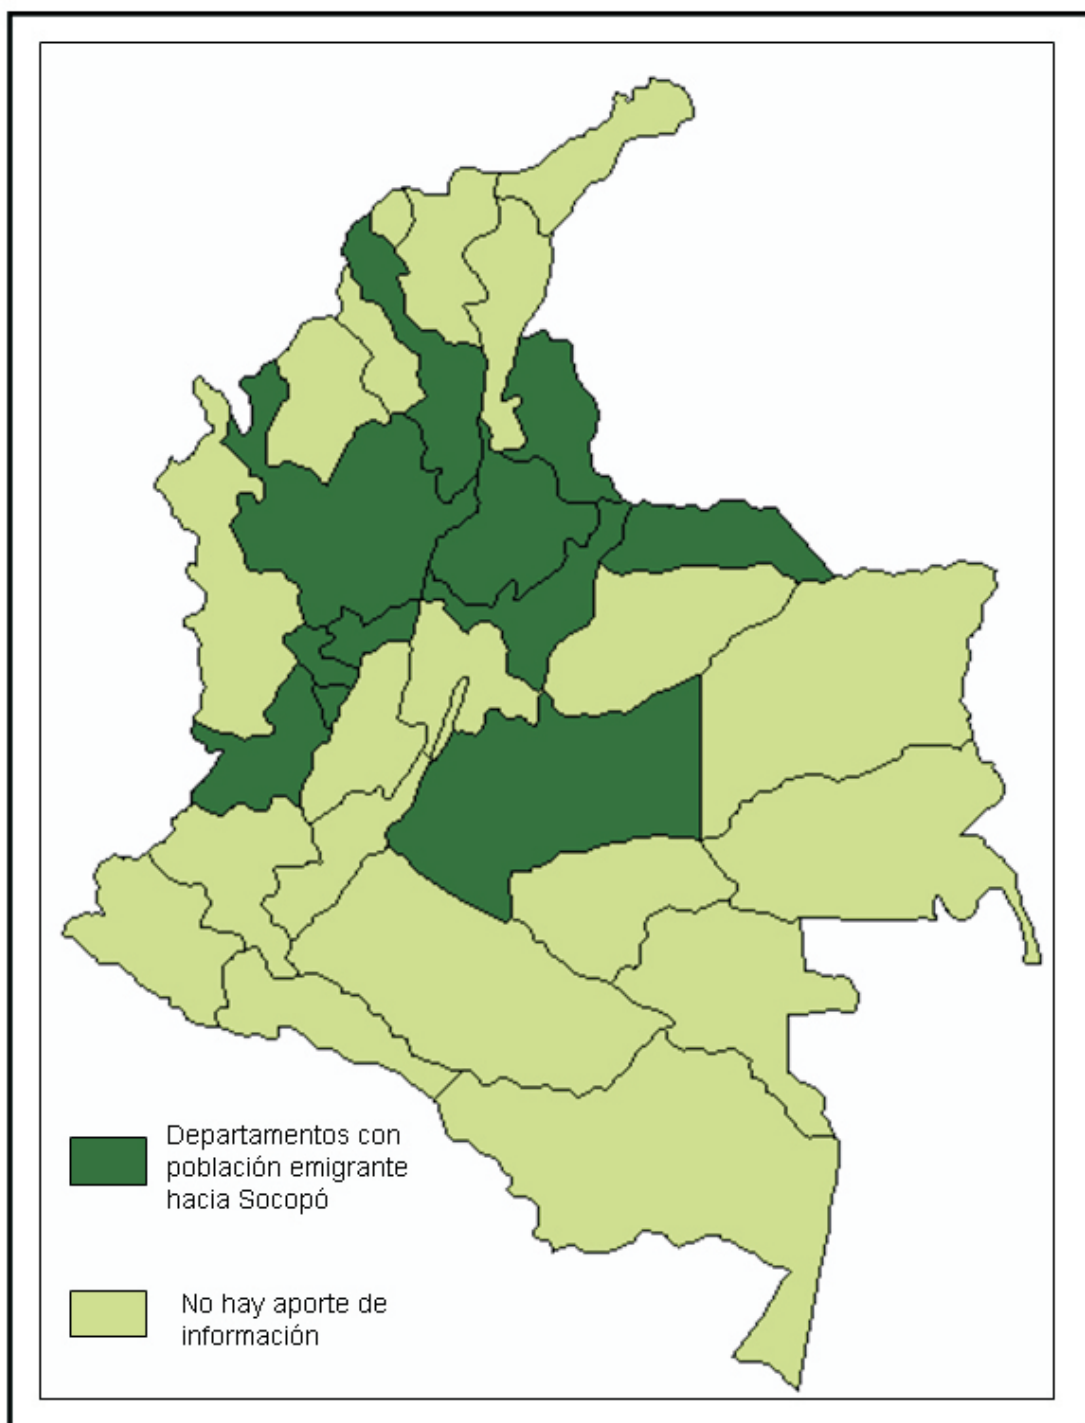 Departamentos con
población emigrante
hacia Socopó
No hay aporte de
información